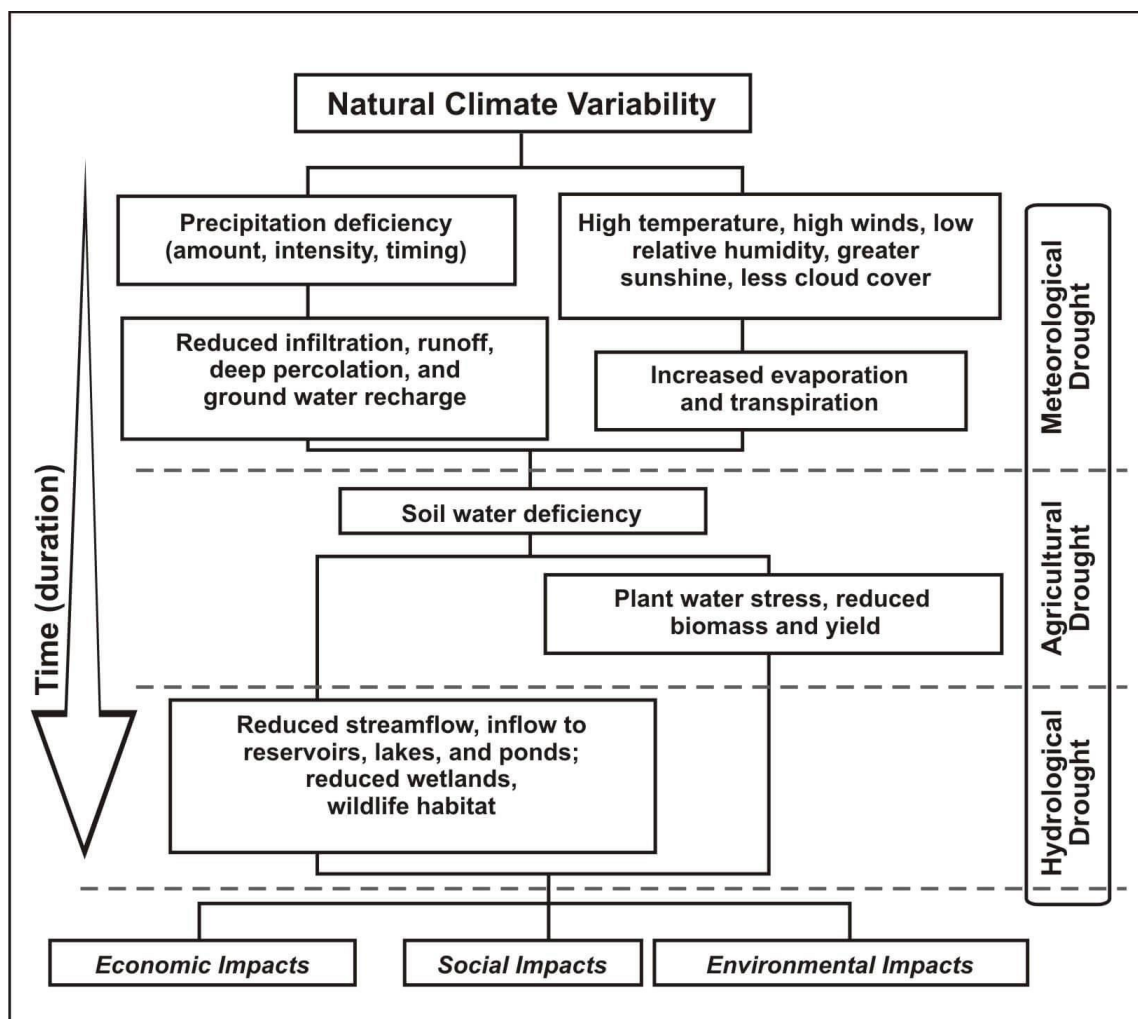 Natural Climate Variability
Precipitation deficiency
(amount, intensity, timing)
High temperature, high winds, low
relative humidity, greater
sunshine, less cloud cover
Reduced infiltration, runoff,
deep percolation, and
ground water recharge
Increased evaporation
and transpiration
Meteorological
Drought
Time (duration)
Soil water deficiency
Plant water stress, reduced
biomass and yield
Agricultural
Drought
Reduced streamflow, inflow to
reservoirs, lakes, and ponds;
reduced wetlands,
wildlife habitat
Hydrological
Drought
Economic Impacts
Social Impacts
Environmental Impacts